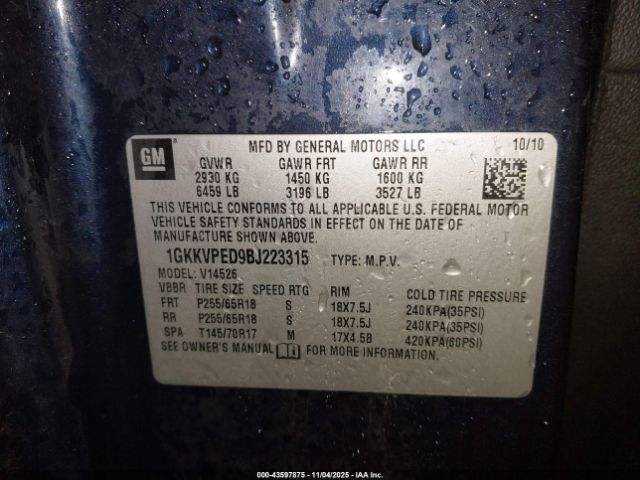 GM ®
MFD BY GENERAL MOTORS LLC 10/10
GVWR GAWR FRT GAWR RR
2930 KG 1450 KG 1600 KG
6459 LB 3196 LB 3527 LB
THIS VEHICLE CONFORMS TO ALL APPLICABLE U.S. FEDERAL MOTOR
VEHICLE SAFETY STANDARDS IN EFFECT ON THE DATE OF
MANUFACTURE SHOWN ABOVE.
1GKKVPED9BJ223315 TYPE: M.P.V.
MODEL: V14526
VBBR TIRE SIZE SPEED RTG RIM COLD TIRE PRESSURE
FRT P255/65R18 S 18X7.5J 240KPA(35PSI)
RR P255/65R18 S 18X7.5J 240KPA(35PSI)
SPA T145/70R17 M 17X4.5B 420KPA(60PSI)
SEE OWNER'S MANUAL i FOR MORE INFORMATION.
000-43597875 - 11/04/2025 - IAA Inc.